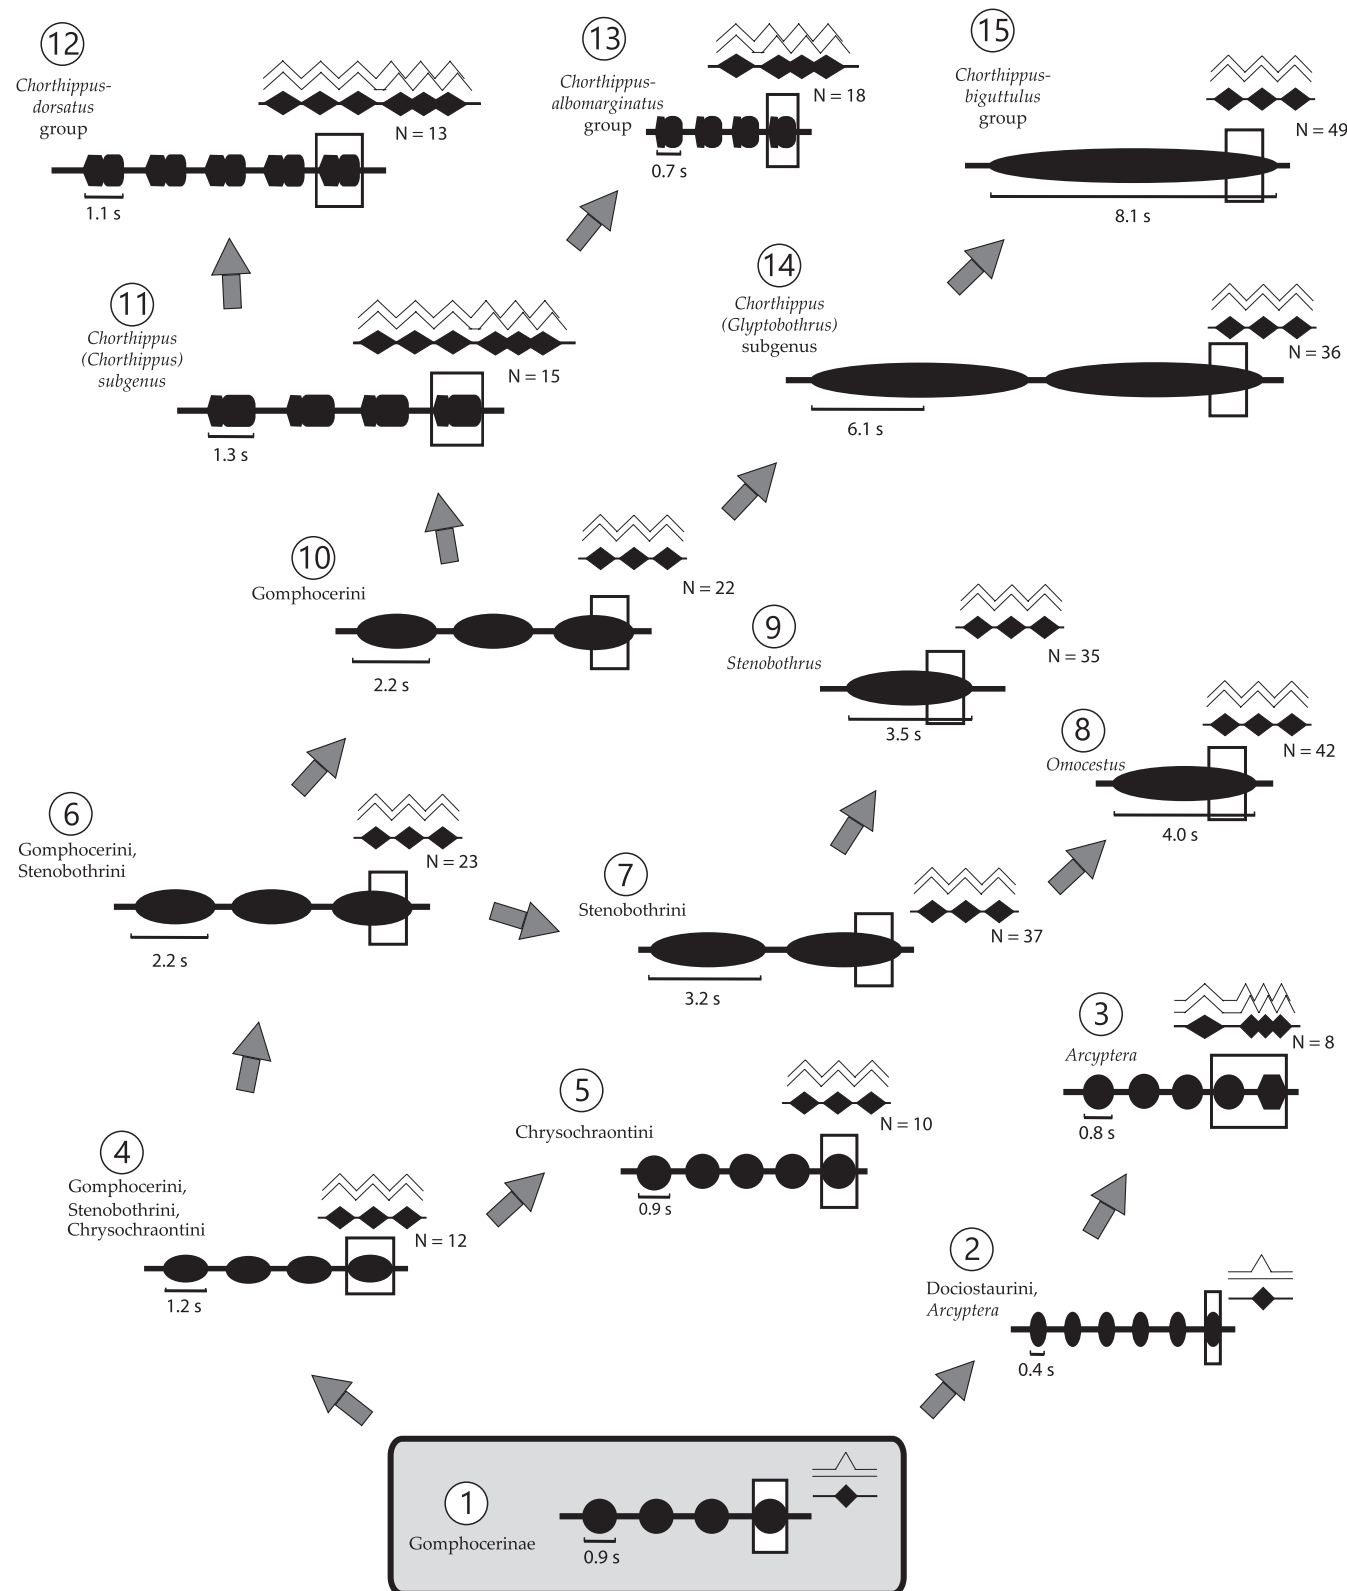 12
Chorthippus-
dorsatus
group
N = 13
1.1 s
13
Chorthippus-
albomarginatus
group
N = 18
0.7 s
15
Chorthippus-
biguttulus
group
N = 49
8.1 s
11
Chorthippus
(Chorthippus)
subgenus
N = 15
1.3 s
14
Chorthippus
(Glyptobothrus)
subgenus
N = 36
6.1 s
10
Gomphocerini
N = 22
2.2 s
9
Stenobothrus
N = 35
3.5 s
8
Omocestus
N = 42
4.0 s
6
Gomphocerini,
Stenobothrini
N = 23
2.2 s
7
Stenobothrini
N = 37
3.2 s
3
Arcyptera
N = 8
0.8 s
5
Chrysochraontini
N = 10
0.9 s
4
Gomphocerini,
Stenobothrini,
Chrysochraontini
N = 12
1.2 s
2
Dociostaurini,
Arcyptera
0.4 s
1
Gomphocerinae
0.9 s